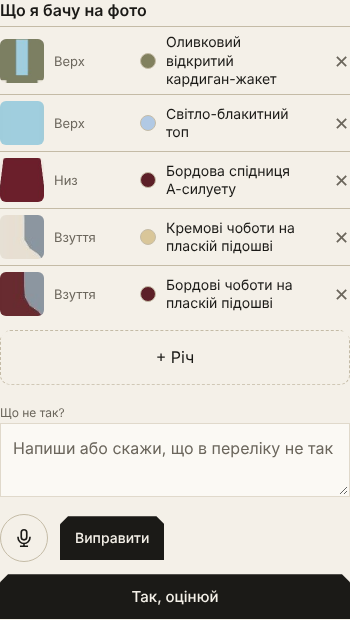 Що я бачу на фото
Верх
Оливковий
відкритий
кардиган-жакет
Верх
Світло-блакитний
топ
Низ
Бордова спідниця
А-силуету
Взуття
Кремові чоботи на
пласкій підошві
Взуття
Бордові чоботи на
пласкій підошві
+ Річ
Що не так?
Напиши або скажи, що в переліку не так
Виправити
Так, оцінюй